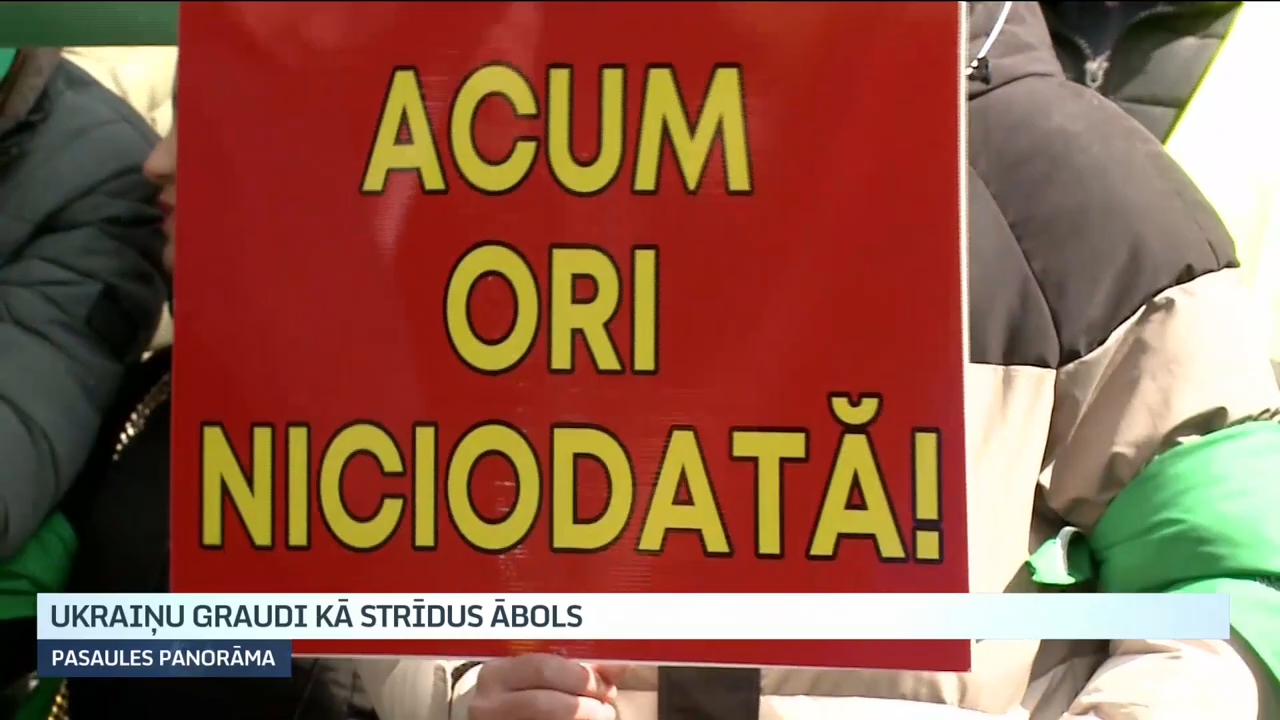 ACUM
ORI
NICIODATĂ!
UKRAIŅU GRAUDI KĀ STRĪDUS ĀBOLS
PASAULES PANORĀMA